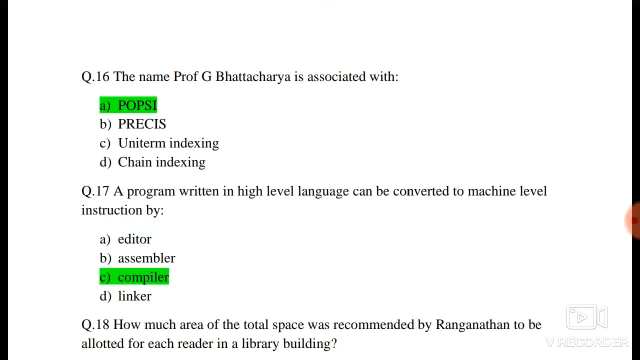 Q.16 The name Prof G Bhattacharya is associated with:
a) POPSI
b) PRECIS
c) Uniterm indexing
d) Chain indexing
Q.17 A program written in high level language can be converted to machine level
instruction by:
a) editor
b) assembler
c) compiler
d) linker
Q.18 How much area of the total space was recommended by Ranganathan to be
allotted for each reader in a library building?
V RECORDER